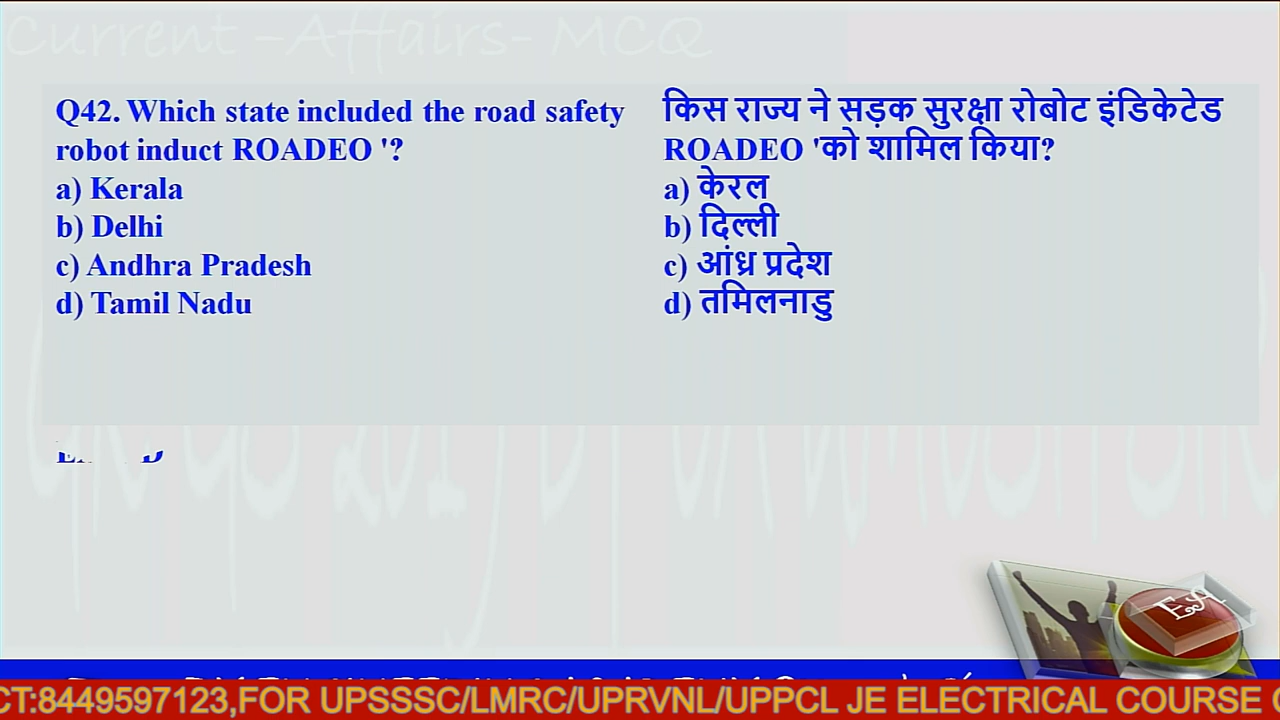 Current -Affairs- MCQ
Q42. Which state included the road safety
robot induct ROADEO '?
a) Kerala
b) Delhi
c) Andhra Pradesh
d) Tamil Nadu
किस राज्य ने सड़क सुरक्षा रोबोट इंडिकेटेड
ROADEO 'को शामिल किया?
a) केरल
b) दिल्ली
c) आंध्र प्रदेश
d) तमिलनाडु
EA
CT:8449597123,FOR UPSSSC/LMRC/UPRVNL/UPPCL JE ELECTRICAL COURSE